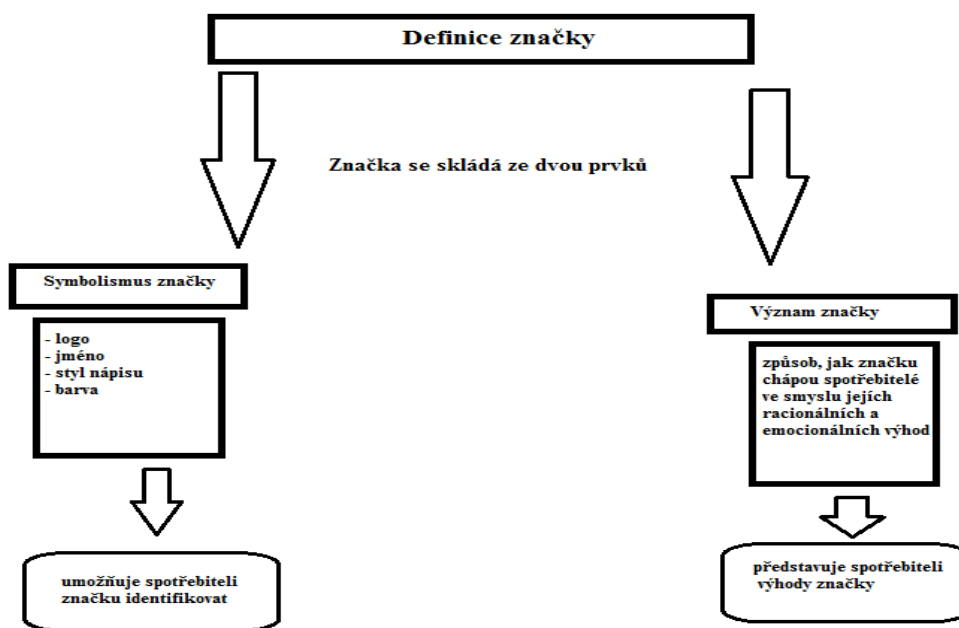 Definice značky
Značka se skládá ze dvou prvků
Symbolismus značky
- logo
- jméno
- styl nápisu
- barva
umožňuje spotřebiteli
značku identifikovat
Význam značky
způsob, jak značku
chápou spotřebitelé
ve smyslu jejích
racionálních a
emocionálních výhod
představuje spotřebiteli
výhody značky